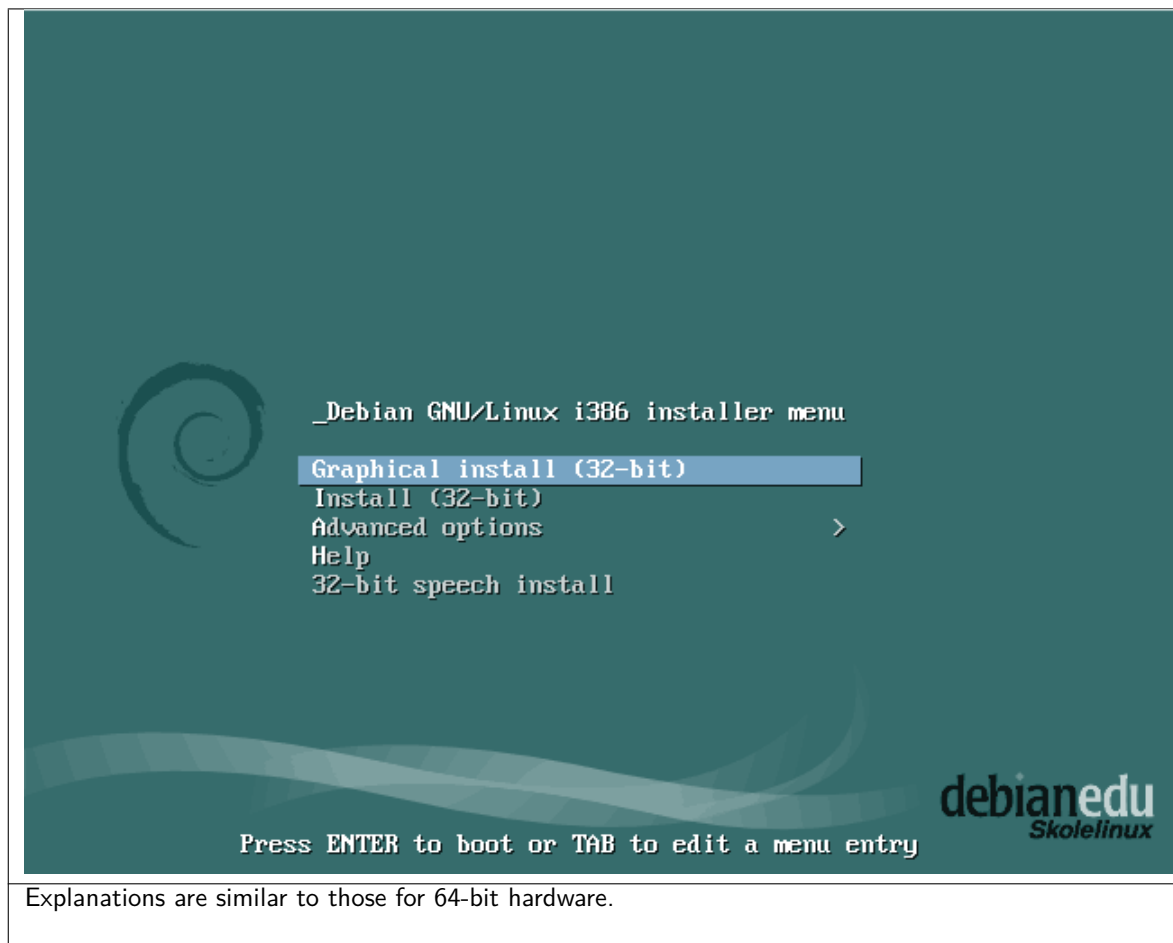 _Debian GNU/Linux i386 installer menu
Graphical install (32-bit)
Install (32-bit)
Advanced options >
Help
32-bit speech install
debianedu
Skolelinux
Press ENTER to boot or TAB to edit a menu entry
Explanations are similar to those for 64-bit hardware.